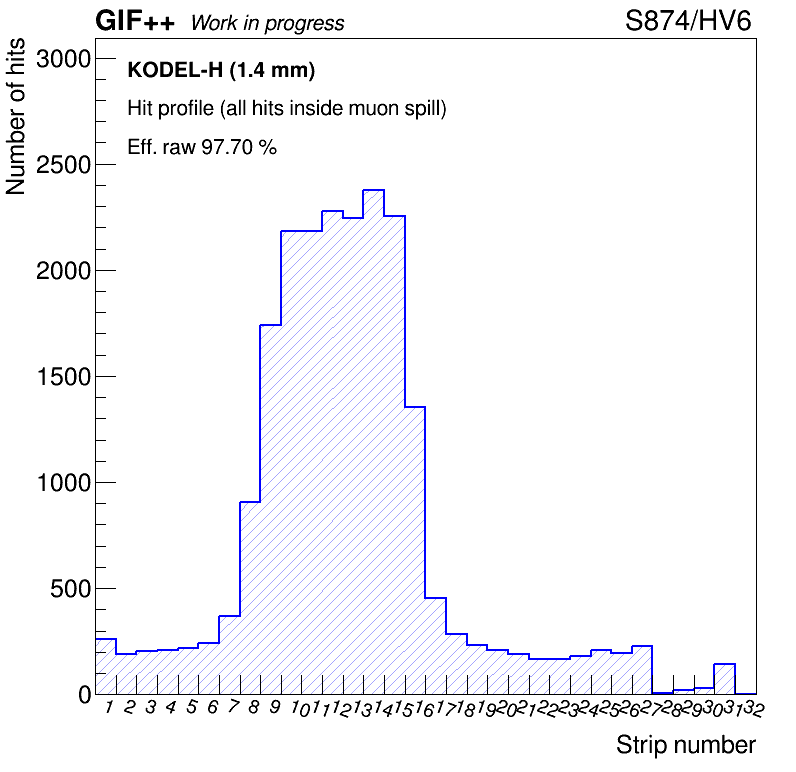 GIF++ Work in progress S874/HV6
Number of hits
3000
2500
2000
1500
1000
500
0
KODEL-H (1.4 mm)
Hit profile (all hits inside muon spill)
Eff. raw 97.70 %
1 2 3 4 5 6 7 8 9 10 11 12 13 14 15 16 17 18 19 20 21 22 23 24 25 26 27 28 29 30 31 32
Strip number